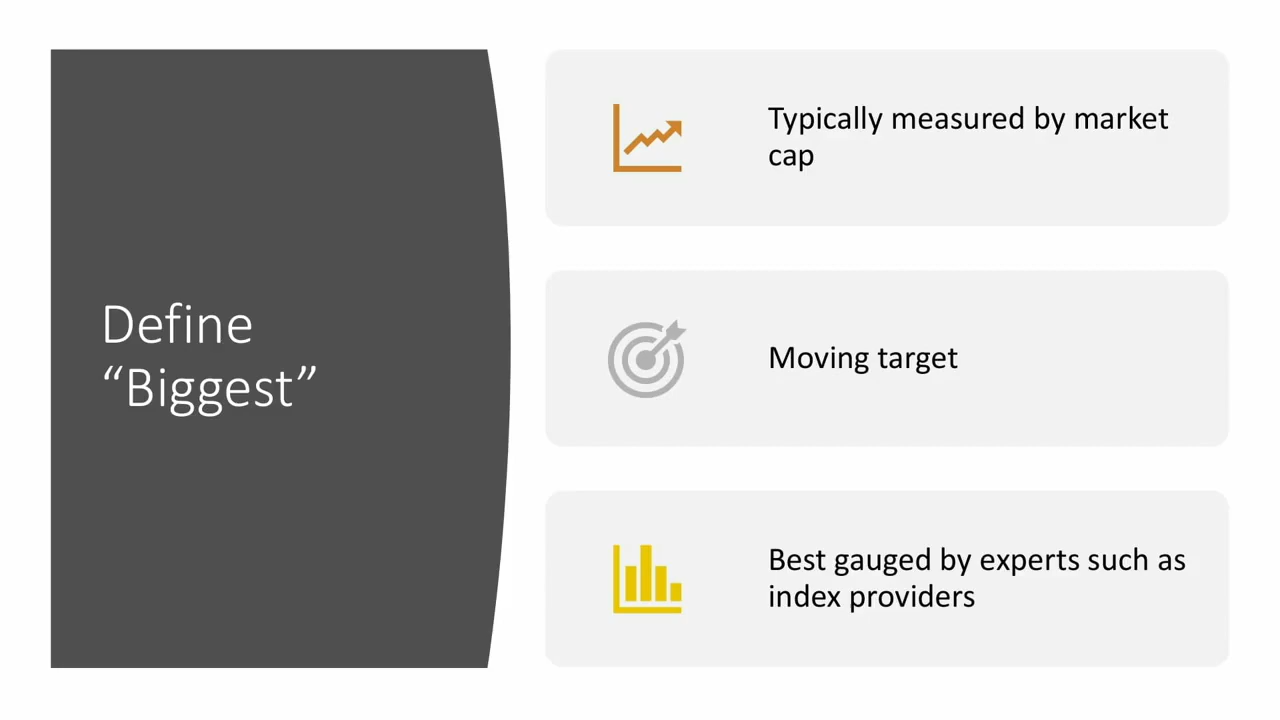 Define
“Biggest”
Typically measured by market
cap
Moving target
Best gauged by experts such as
index providers